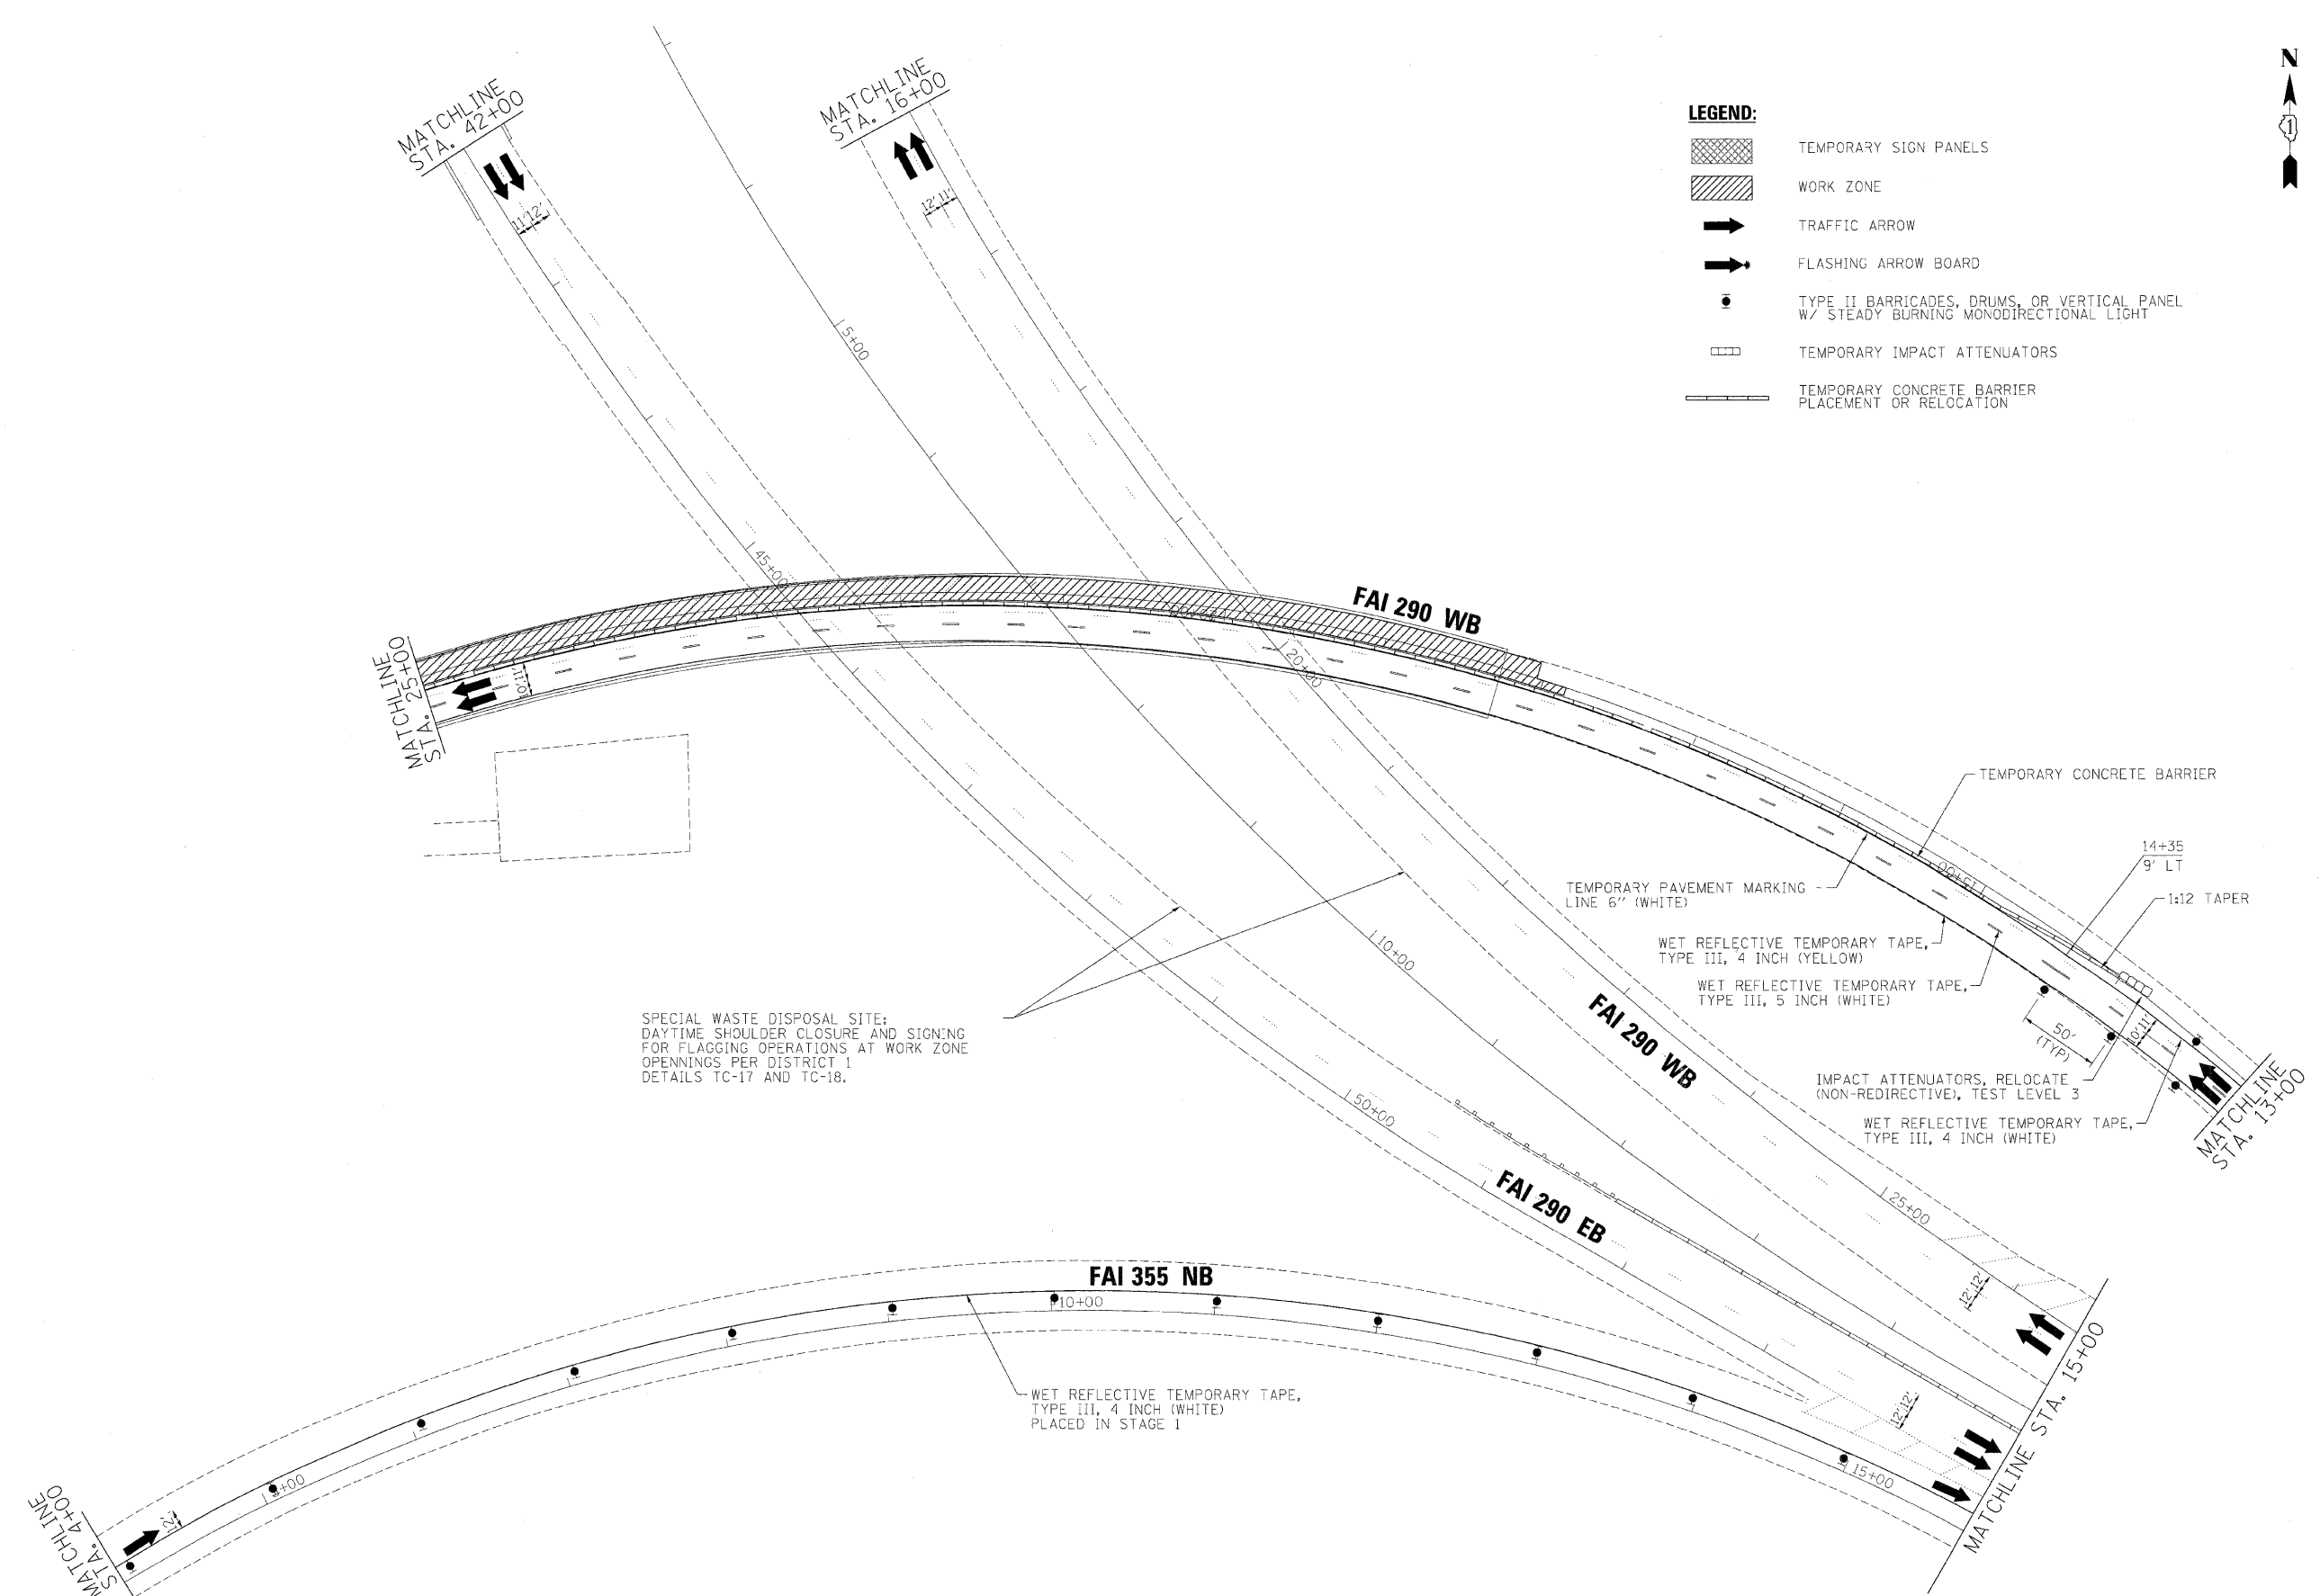 MATCHLINE
STA. 42+00
MATCHLINE
STA. 16+00
N
1
LEGEND:
TEMPORARY SIGN PANELS
WORK ZONE
TRAFFIC ARROW
FLASHING ARROW BOARD
TYPE II BARRICADES, DRUMS, OR VERTICAL PANEL
W/ STEADY BURNING MONODIRECTIONAL LIGHT
TEMPORARY IMPACT ATTENUATORS
TEMPORARY CONCRETE BARRIER
PLACEMENT OR RELOCATION
11' 12'
12' 11'
5+00
45+00
FAI 290 WB
20+00
MATCHLINE
STA. 25+00
TEMPORARY CONCRETE BARRIER
14+35
9' LT
1:12 TAPER
15+00
TEMPORARY PAVEMENT MARKING
LINE 6" (WHITE)
WET REFLECTIVE TEMPORARY TAPE,
TYPE III, 4 INCH (YELLOW)
WET REFLECTIVE TEMPORARY TAPE,
TYPE III, 5 INCH (WHITE)
50'
(TYP)
IMPACT ATTENUATORS, RELOCATE
(NON-REDIRECTIVE), TEST LEVEL 3
WET REFLECTIVE TEMPORARY TAPE,
TYPE III, 4 INCH (WHITE)
MATCHLINE
STA. 13+00
10+00
FAI 290 WB
SPECIAL WASTE DISPOSAL SITE:
DAYTIME SHOULDER CLOSURE AND SIGNING
FOR FLAGGING OPERATIONS AT WORK ZONE
OPENNINGS PER DISTRICT 1
DETAILS TC-17 AND TC-18.
50+00
FAI 290 EB
25+00
12' 12'
FAI 355 NB
10+00
WET REFLECTIVE TEMPORARY TAPE,
TYPE III, 4 INCH (WHITE)
PLACED IN STAGE 1
12' 12'
15+00
MATCHLINE STA. 15+00
12'
MATCHLINE
STA. 4+00